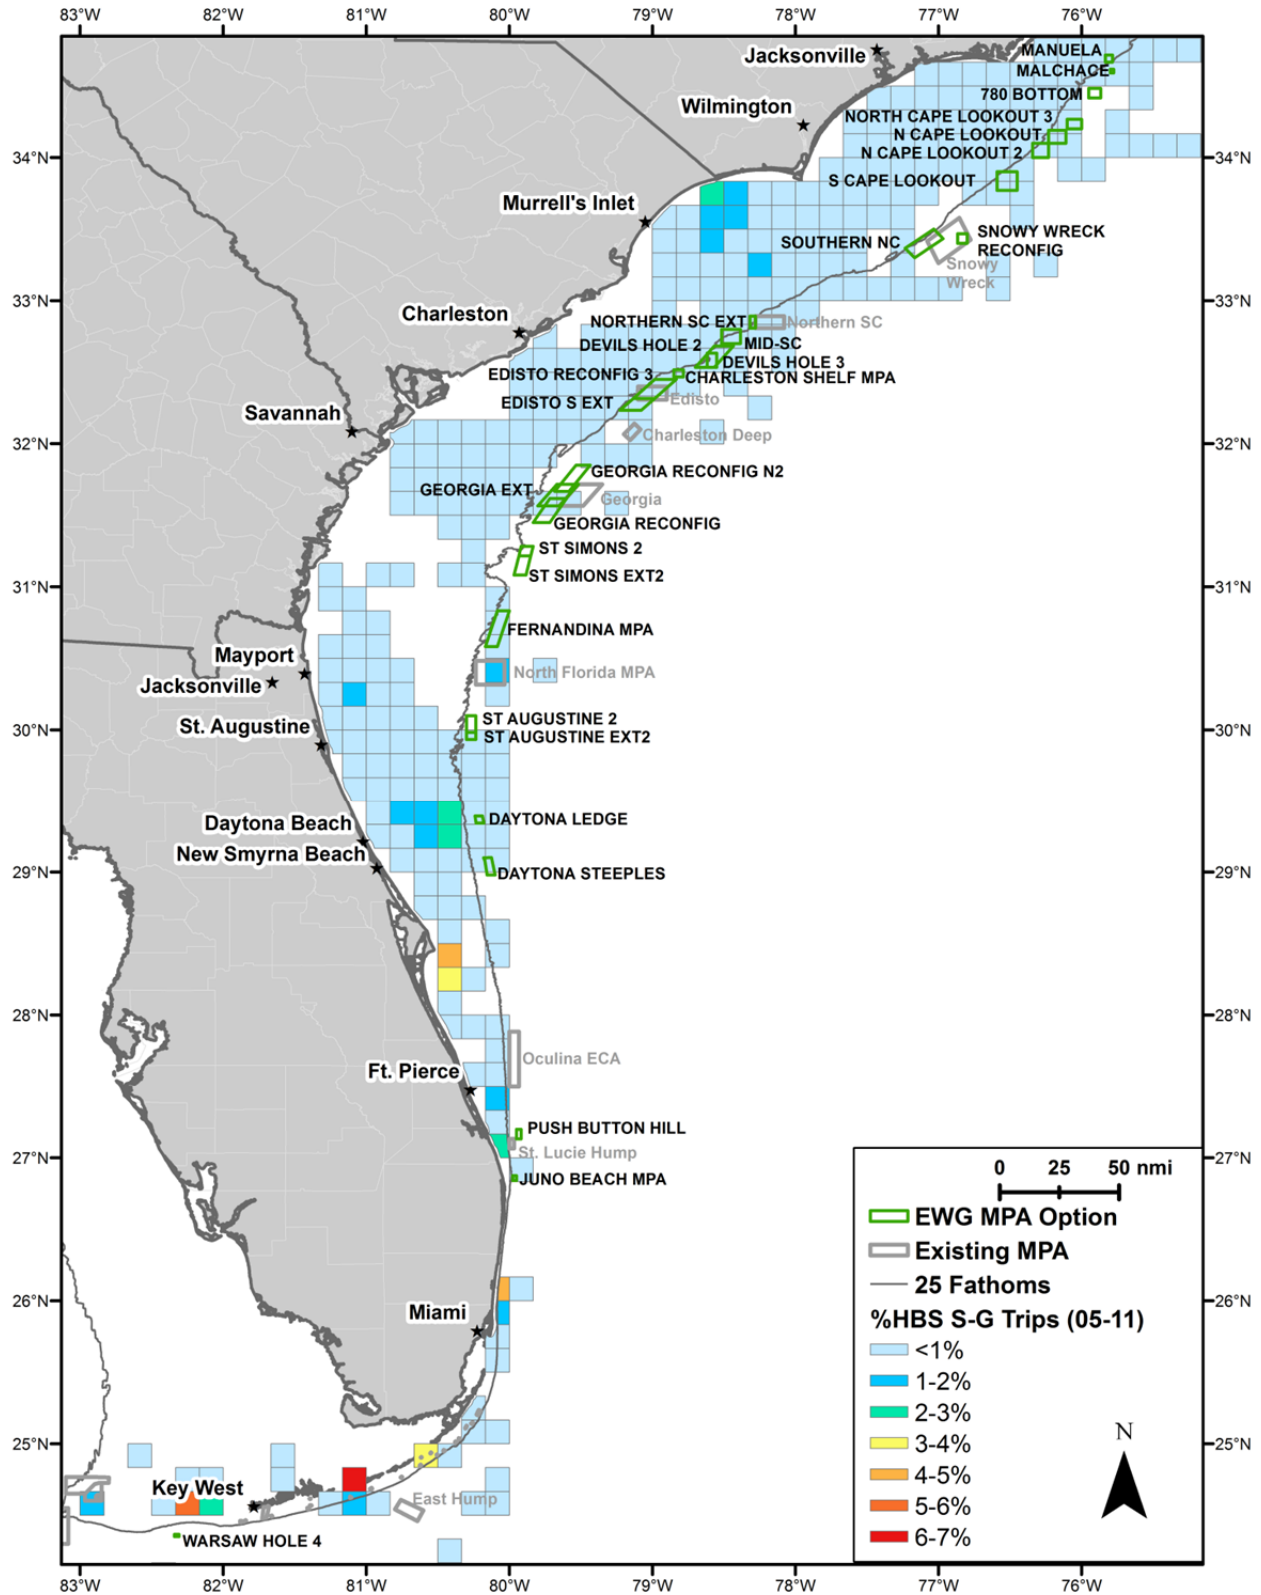 83°W 82°W 81°W 80°W 79°W 78°W 77°W 76°W
Jacksonville
MANUELA
MALCHACE
780 BOTTOM
Wilmington
NORTH CAPE LOOKOUT 3
N CAPE LOOKOUT
N CAPE LOOKOUT 2
34°N
34°N
S CAPE LOOKOUT
Murrell's Inlet
SNOWY WRECK
RECONFIG
SOUTHERN NC
Snowy
Wreck
33°N
33°N
Charleston
NORTHERN SC EXT
Northern SC
DEVILS HOLE 2
MID-SC
DEVILS HOLE 3
EDISTO RECONFIG 3
CHARLESTON SHELF MPA
EDISTO S EXT
Edisto
Savannah
Charleston Deep
32°N
32°N
GEORGIA RECONFIG N2
GEORGIA EXT
Georgia
GEORGIA RECONFIG
ST SIMONS 2
ST SIMONS EXT2
31°N
31°N
FERNANDINA MPA
Mayport
North Florida MPA
Jacksonville
ST AUGUSTINE 2
St. Augustine
ST AUGUSTINE EXT2
30°N
30°N
Daytona Beach
DAYTONA LEDGE
New Smyrna Beach
DAYTONA STEEPLES
29°N
29°N
28°N
28°N
Oculina ECA
Ft. Pierce
PUSH BUTTON HILL
St. Lucie Hump
27°N
27°N
JUNO BEACH MPA
0 25 50 nmi
EWG MPA Option
Existing MPA
25 Fathoms
26°N
26°N
Miami
%HBS S-G Trips (05-11)
<1%
1-2%
2-3%
3-4%
4-5%
5-6%
6-7%
N
25°N
25°N
Key West
East Hump
WARSAW HOLE 4
83°W 82°W 81°W 80°W 79°W 78°W 77°W 76°W